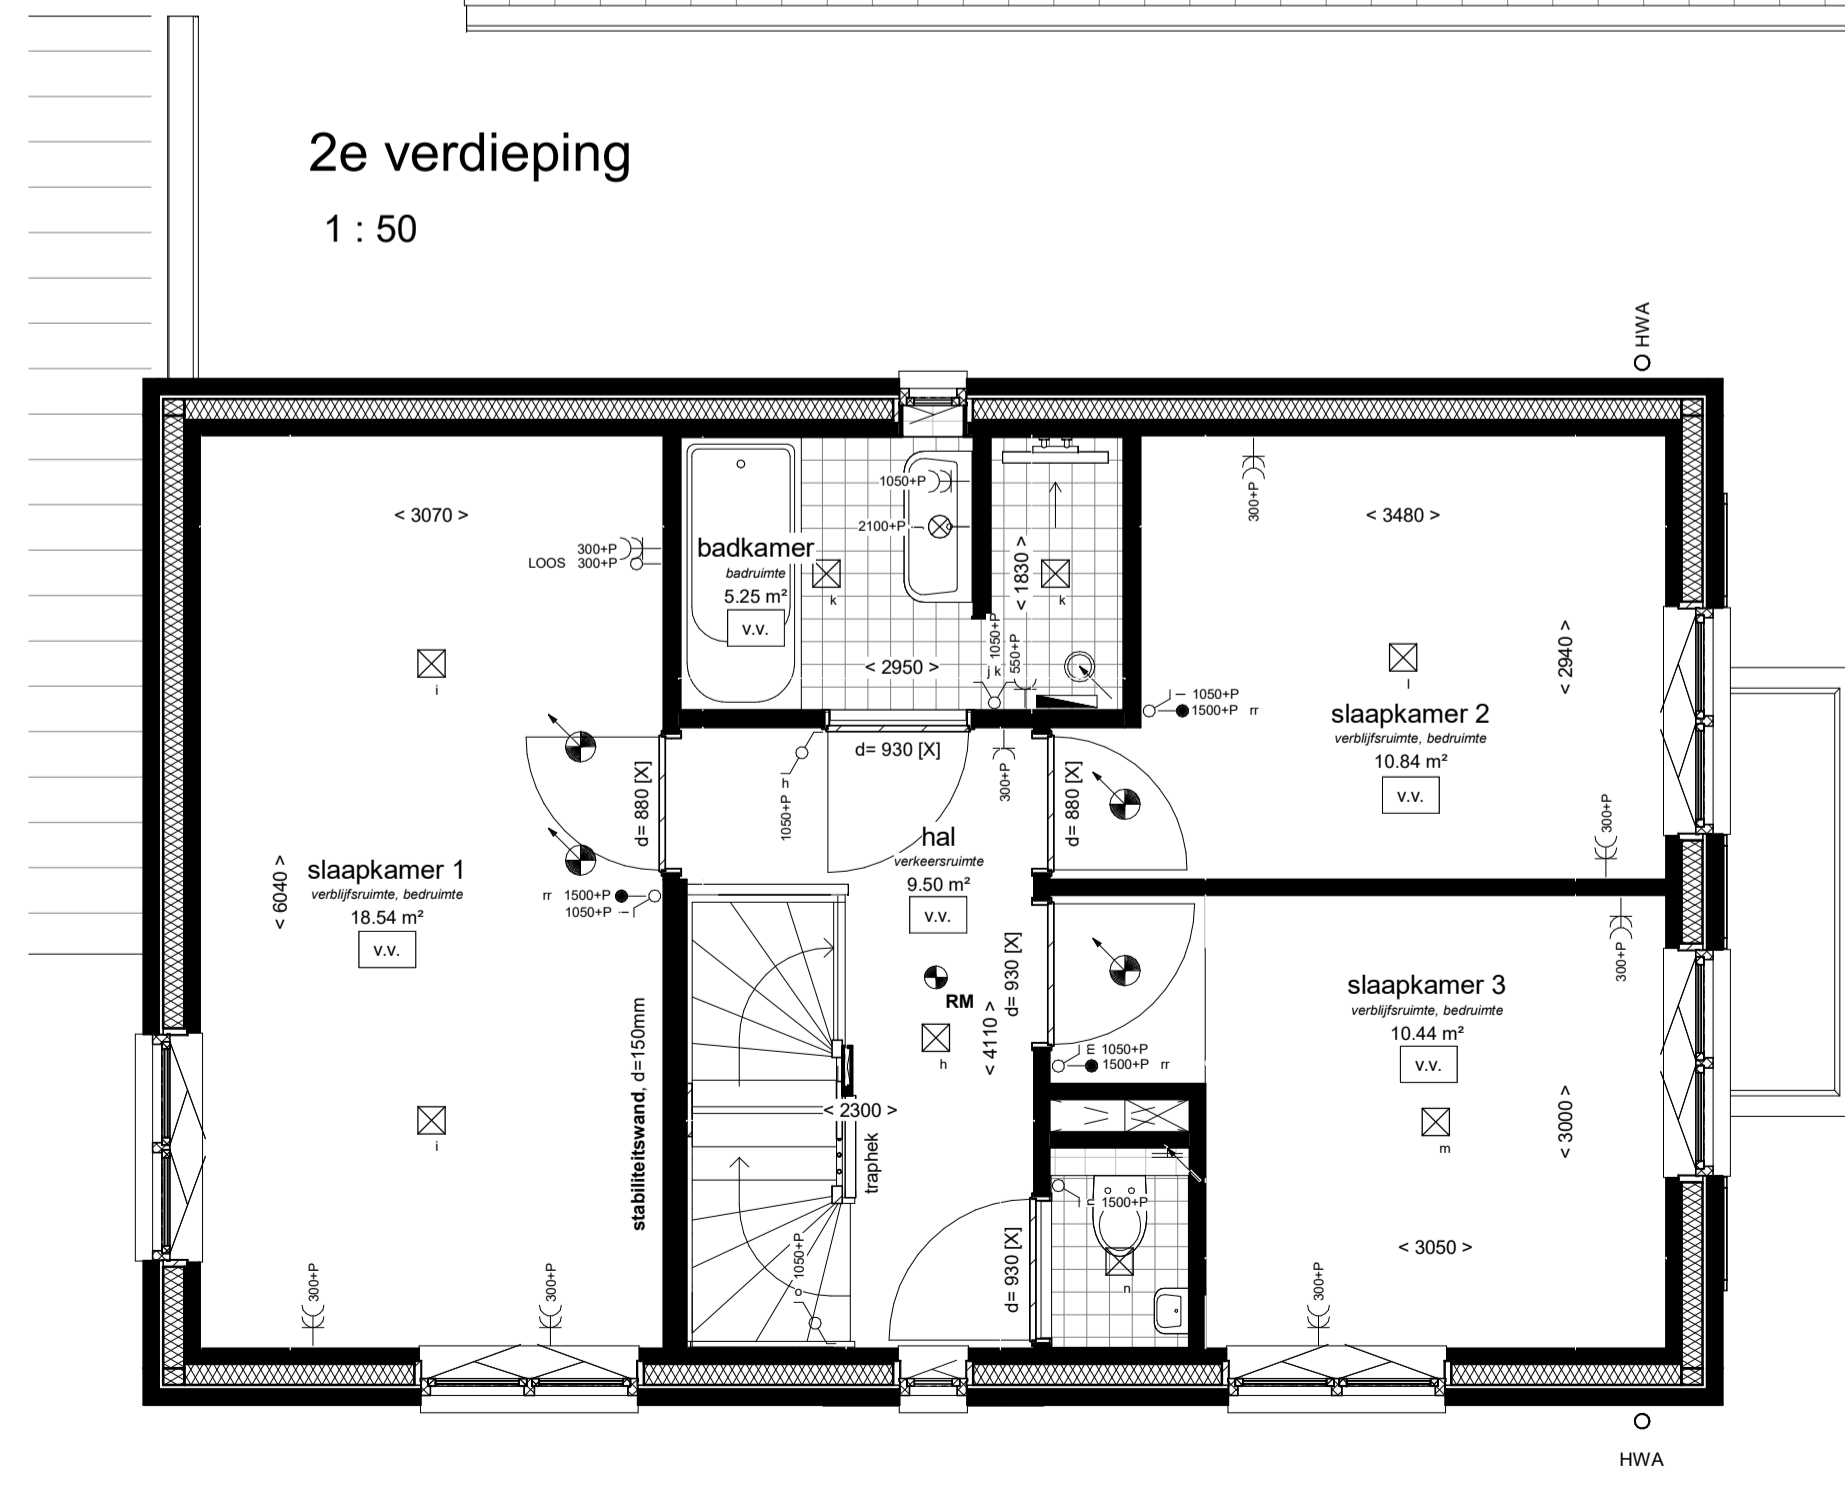 2e verdieping
1 : 50
HWA
< 3070 >
300+P
LOOS 300+P
i
slaapkamer 1
verblijfsruimte, bedruimte
18.54 m²
v.v.
< 6040 >
rr 1500+P
1050+P
i
300+P
300+P
stabiliteitswand, d=150mm
d= 880 [X]
badkamer
badruimte
5.25 m²
v.v.
k
1050+P
2100+P
< 2950 >
< 1830 >
k
j k
1050+P
550+P
d= 930 [X]
1050+P h
300+P
d= 880 [X]
hal
verkeersruimte
9.50 m²
v.v.
RM
h
< 4110 >
d= 930 [X]
< 2300 >
traphek
o 1050+P
d= 930 [X]
n 1500+P
n
300+P
< 3480 >
l
< 2940 >
l 1050+P
1500+P rr
slaapkamer 2
verblijfsruimte, bedruimte
10.84 m²
v.v.
300+P
300+P
slaapkamer 3
verblijfsruimte, bedruimte
10.44 m²
v.v.
m 1050+P
1500+P rr
m
< 3000 >
< 3050 >
300+P
HWA